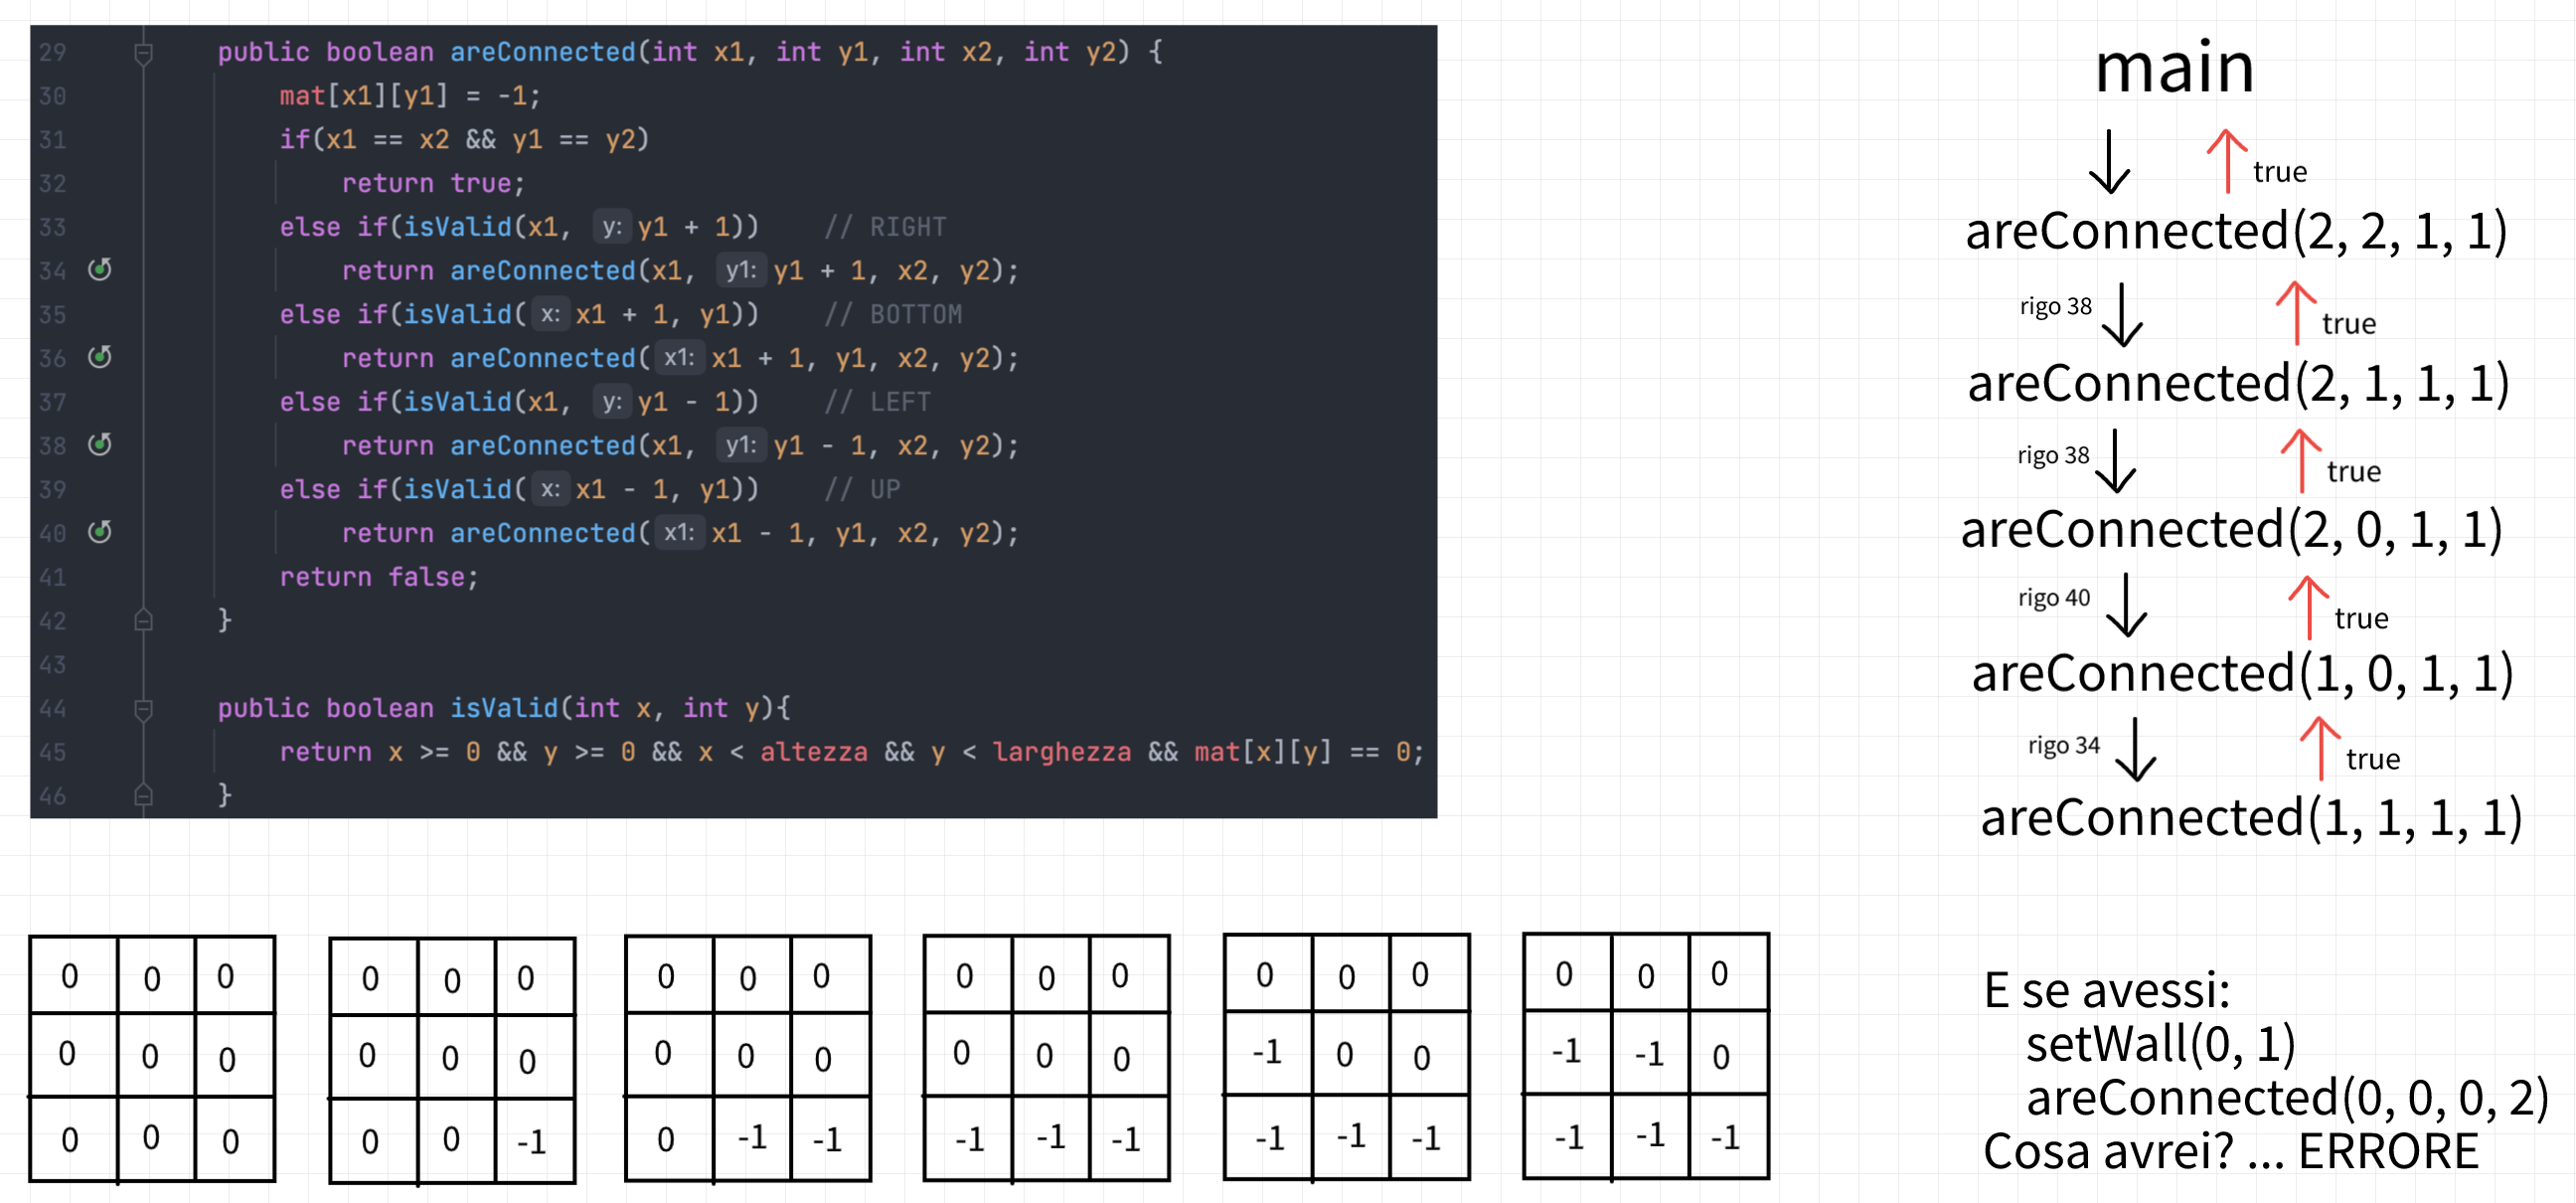 29 public boolean areConnected(int x1, int y1, int x2, int y2) {
30 mat[x1][y1] = -1;
31 if(x1 == x2 && y1 == y2)
32 return true;
33 else if(isValid(x1, y: y1 + 1)) // RIGHT
34 return areConnected(x1, y1: y1 + 1, x2, y2);
35 else if(isValid( x: x1 + 1, y1)) // BOTTOM
36 return areConnected( x1: x1 + 1, y1, x2, y2);
37 else if(isValid(x1, y: y1 - 1)) // LEFT
38 return areConnected(x1, y1: y1 - 1, x2, y2);
39 else if(isValid( x: x1 - 1, y1)) // UP
40 return areConnected( x1: x1 - 1, y1, x2, y2);
41 return false;
42 }
43
44 public boolean isValid(int x, int y){
45 return x >= 0 && y >= 0 && x < altezza && y < larghezza && mat[x][y] == 0;
46 }
main
true
areConnected(2, 2, 1, 1)
rigo 38 true
areConnected(2, 1, 1, 1)
rigo 38 true
areConnected(2, 0, 1, 1)
rigo 40 true
areConnected(1, 0, 1, 1)
rigo 34 true
areConnected(1, 1, 1, 1)
0 0 0
0 0 0
0 0 0
0 0 0
0 0 0
0 0 -1
0 0 0
0 0 0
0 -1 -1
0 0 0
0 0 0
-1 -1 -1
0 0 0
-1 0 0
-1 -1 -1
0 0 0
-1 -1 0
-1 -1 -1
E se avessi:
setWall(0, 1)
areConnected(0, 0, 0, 2)
Cosa avrei? ... ERRORE